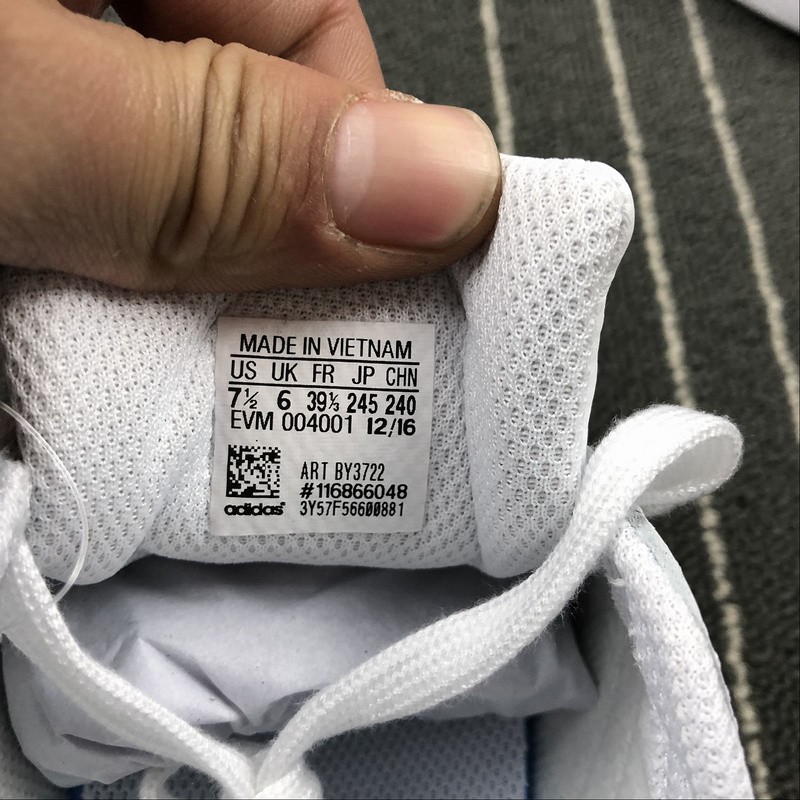 MADE IN VIETNAM
US UK FR JP CHN
7½ 6 39⅓ 245 240
EVM 004001 12/16
ART BY3722
#116866048
adidas 3Y57F56600881